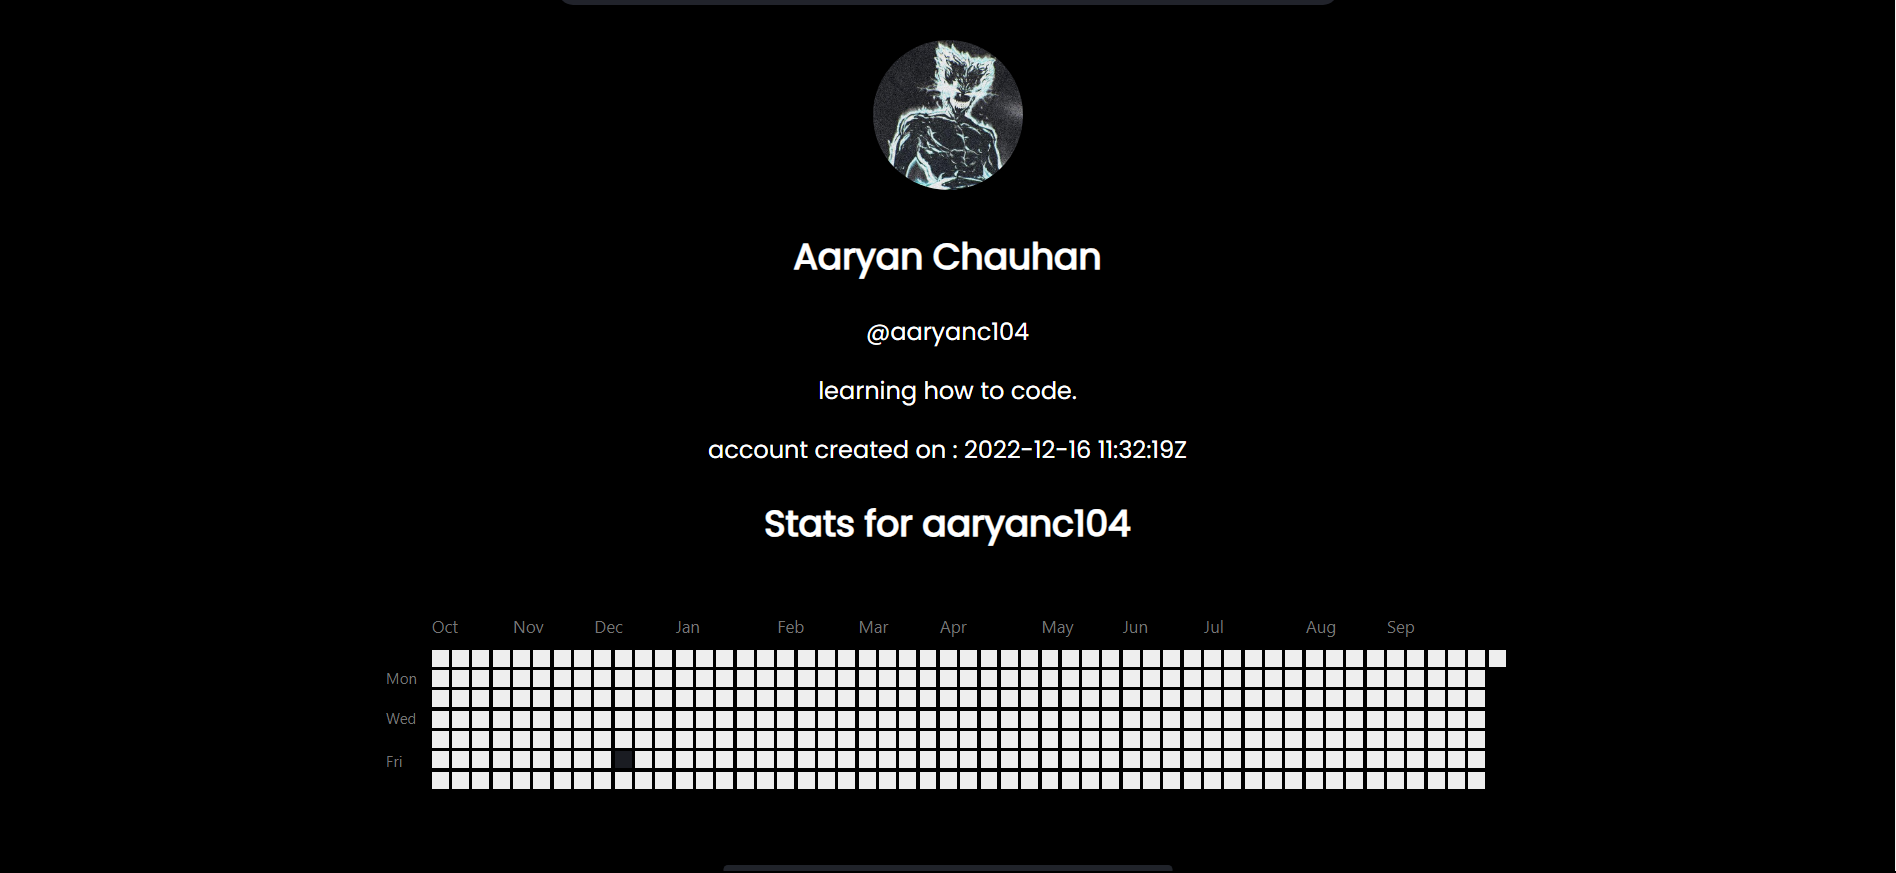 Aaryan Chauhan
@aaryanc104
learning how to code.
account created on : 2022-12-16 11:32:19Z
Stats for aaryanc104
Oct Nov Dec Jan Feb Mar Apr May Jun Jul Aug Sep
Mon
Wed
Fri